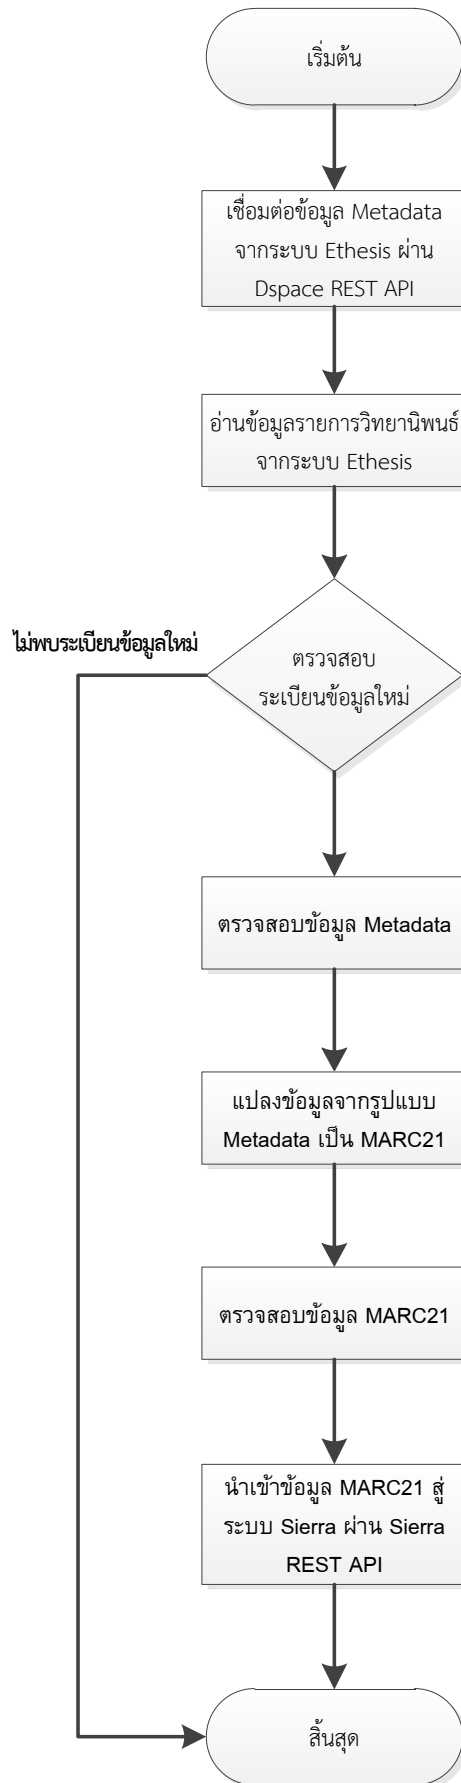 เริ่มต้น
เชื่อมต่อข้อมูล Metadata
จากระบบ Ethesis ผ่าน
Dspace REST API
อ่านข้อมูลรายการวิทยานิพนธ์
จากระบบ Ethesis
ไม่พบระเบียนข้อมูลใหม่
ตรวจสอบ
ระเบียนข้อมูลใหม่
ตรวจสอบข้อมูล Metadata
แปลงข้อมูลจากรูปแบบ
Metadata เป็น MARC21
ตรวจสอบข้อมูล MARC21
นำเข้าข้อมูล MARC21 สู่
ระบบ Sierra ผ่าน Sierra
REST API
สิ้นสุด